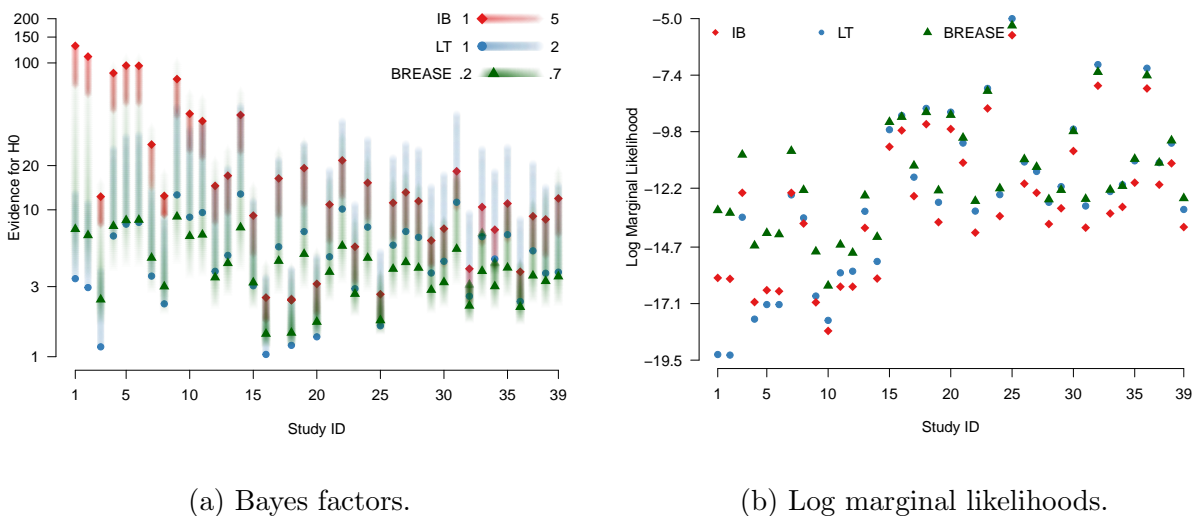 200
150
100
20
10
3
1
Evidence for H0
IB 1 5
LT 1 2
BREASE .2 .7
1 5 10 15 20 25 30 35 39
Study ID
(a) Bayes factors.
-5.0
-7.4
-9.8
-12.2
-14.7
-17.1
-19.5
Log Marginal Likelihood
IB LT BREASE
1 5 10 15 20 25 30 35 39
Study ID
(b) Log marginal likelihoods.